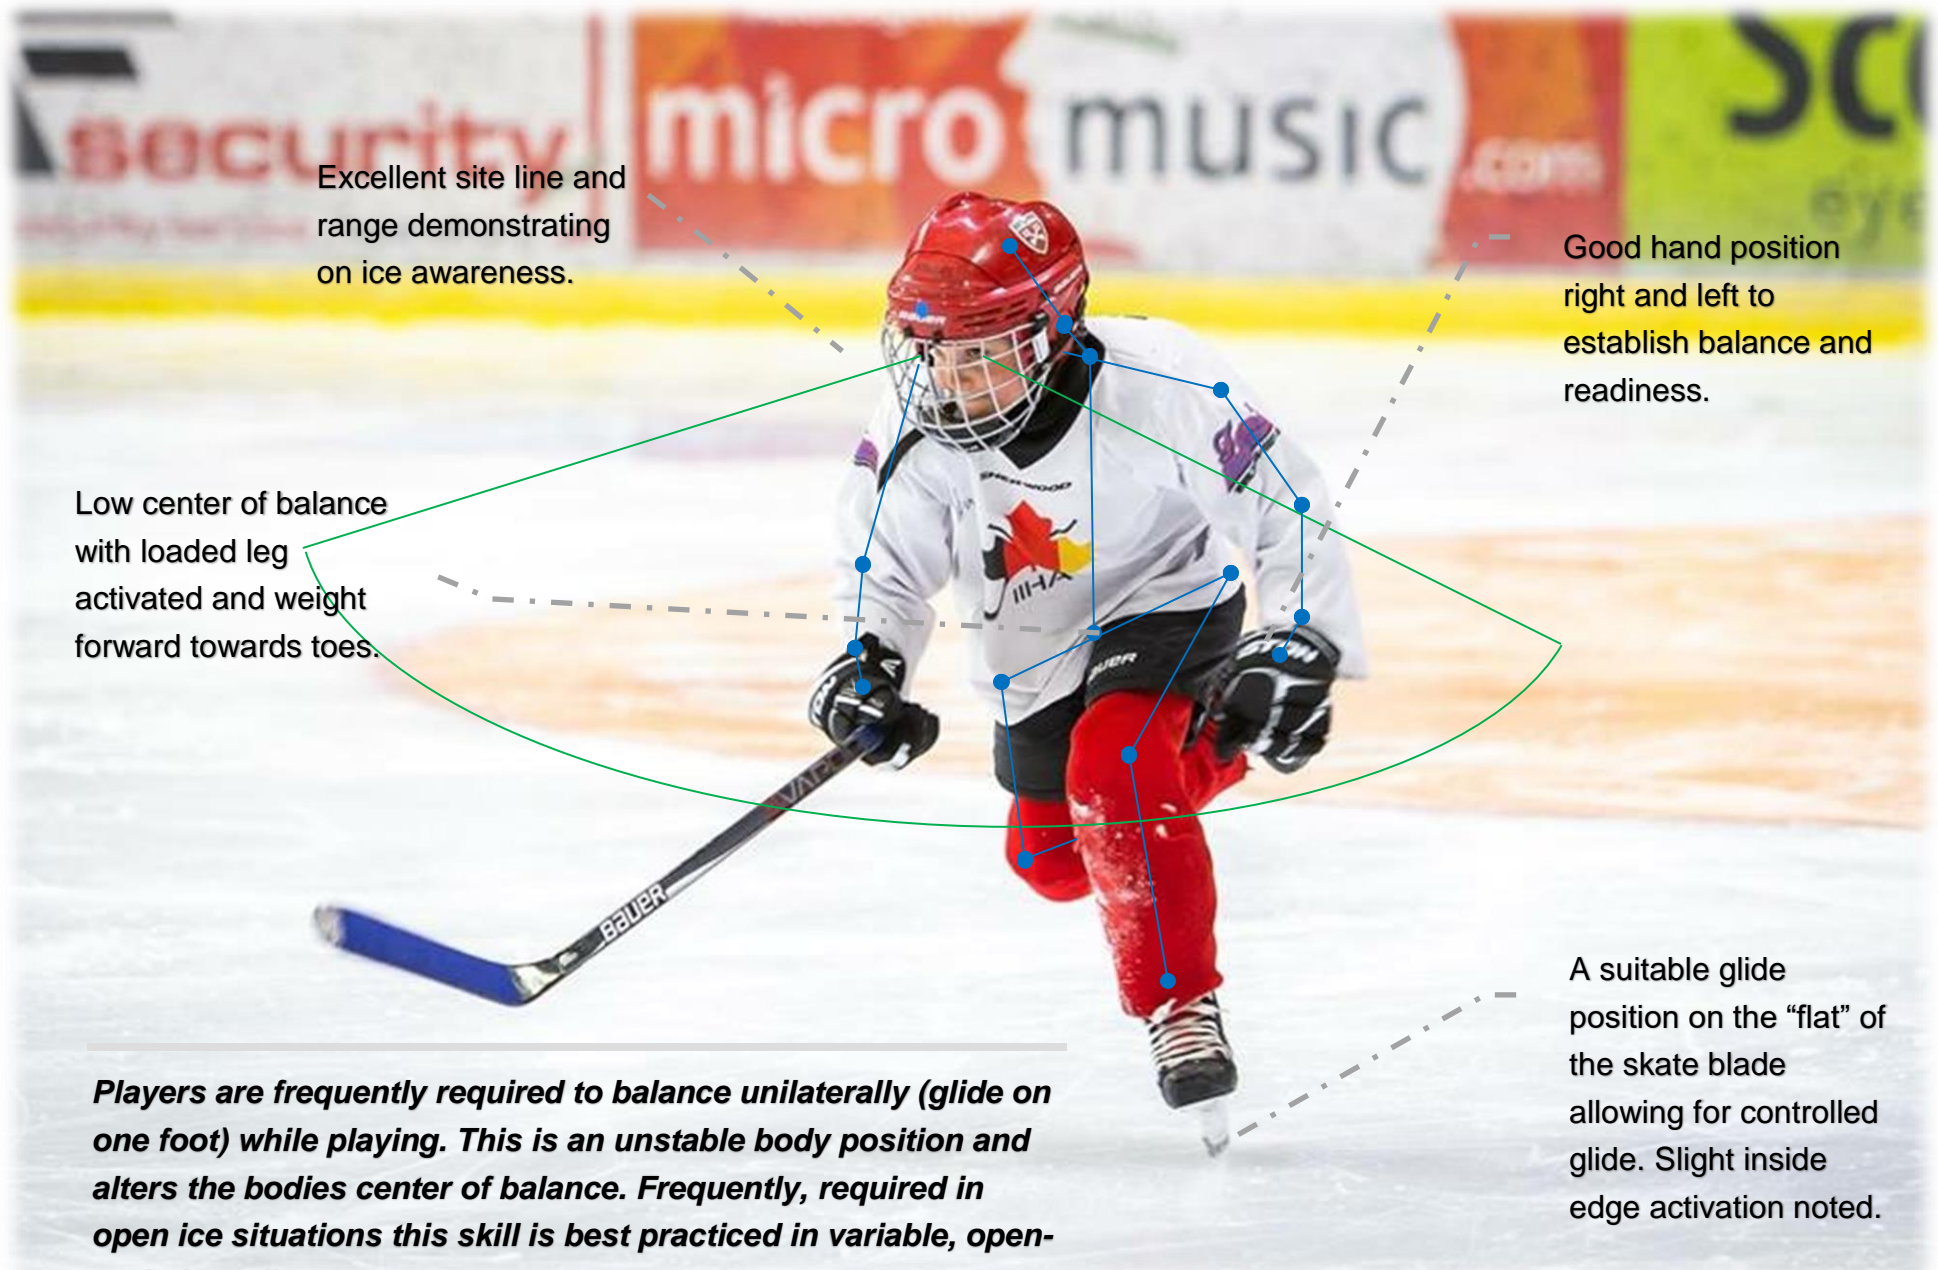 security
micro music
.com
Sc
eye
Excellent site line and
range demonstrating
on ice awareness.
Good hand position
right and left to
establish balance and
readiness.
BAUER
SHERWOOD
IIHA
Low center of balance
with loaded leg
activated and weight
forward towards toes.
BAUER
A suitable glide
position on the “flat” of
the skate blade
allowing for controlled
glide. Slight inside
edge activation noted.
Players are frequently required to balance unilaterally (glide on
one foot) while playing. This is an unstable body position and
alters the bodies center of balance. Frequently, required in
open ice situations this skill is best practiced in variable, open-